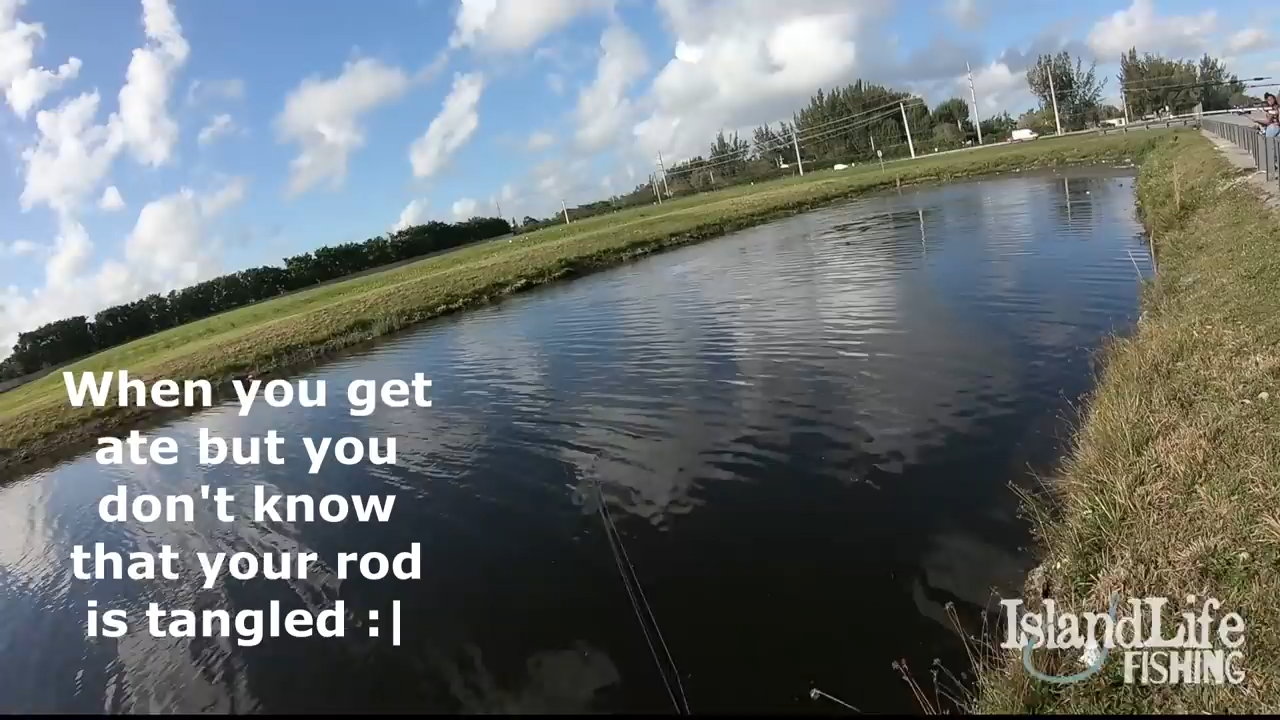 When you get
ate but you
don't know
that your rod
is tangled :|
IslandLife
FISHING